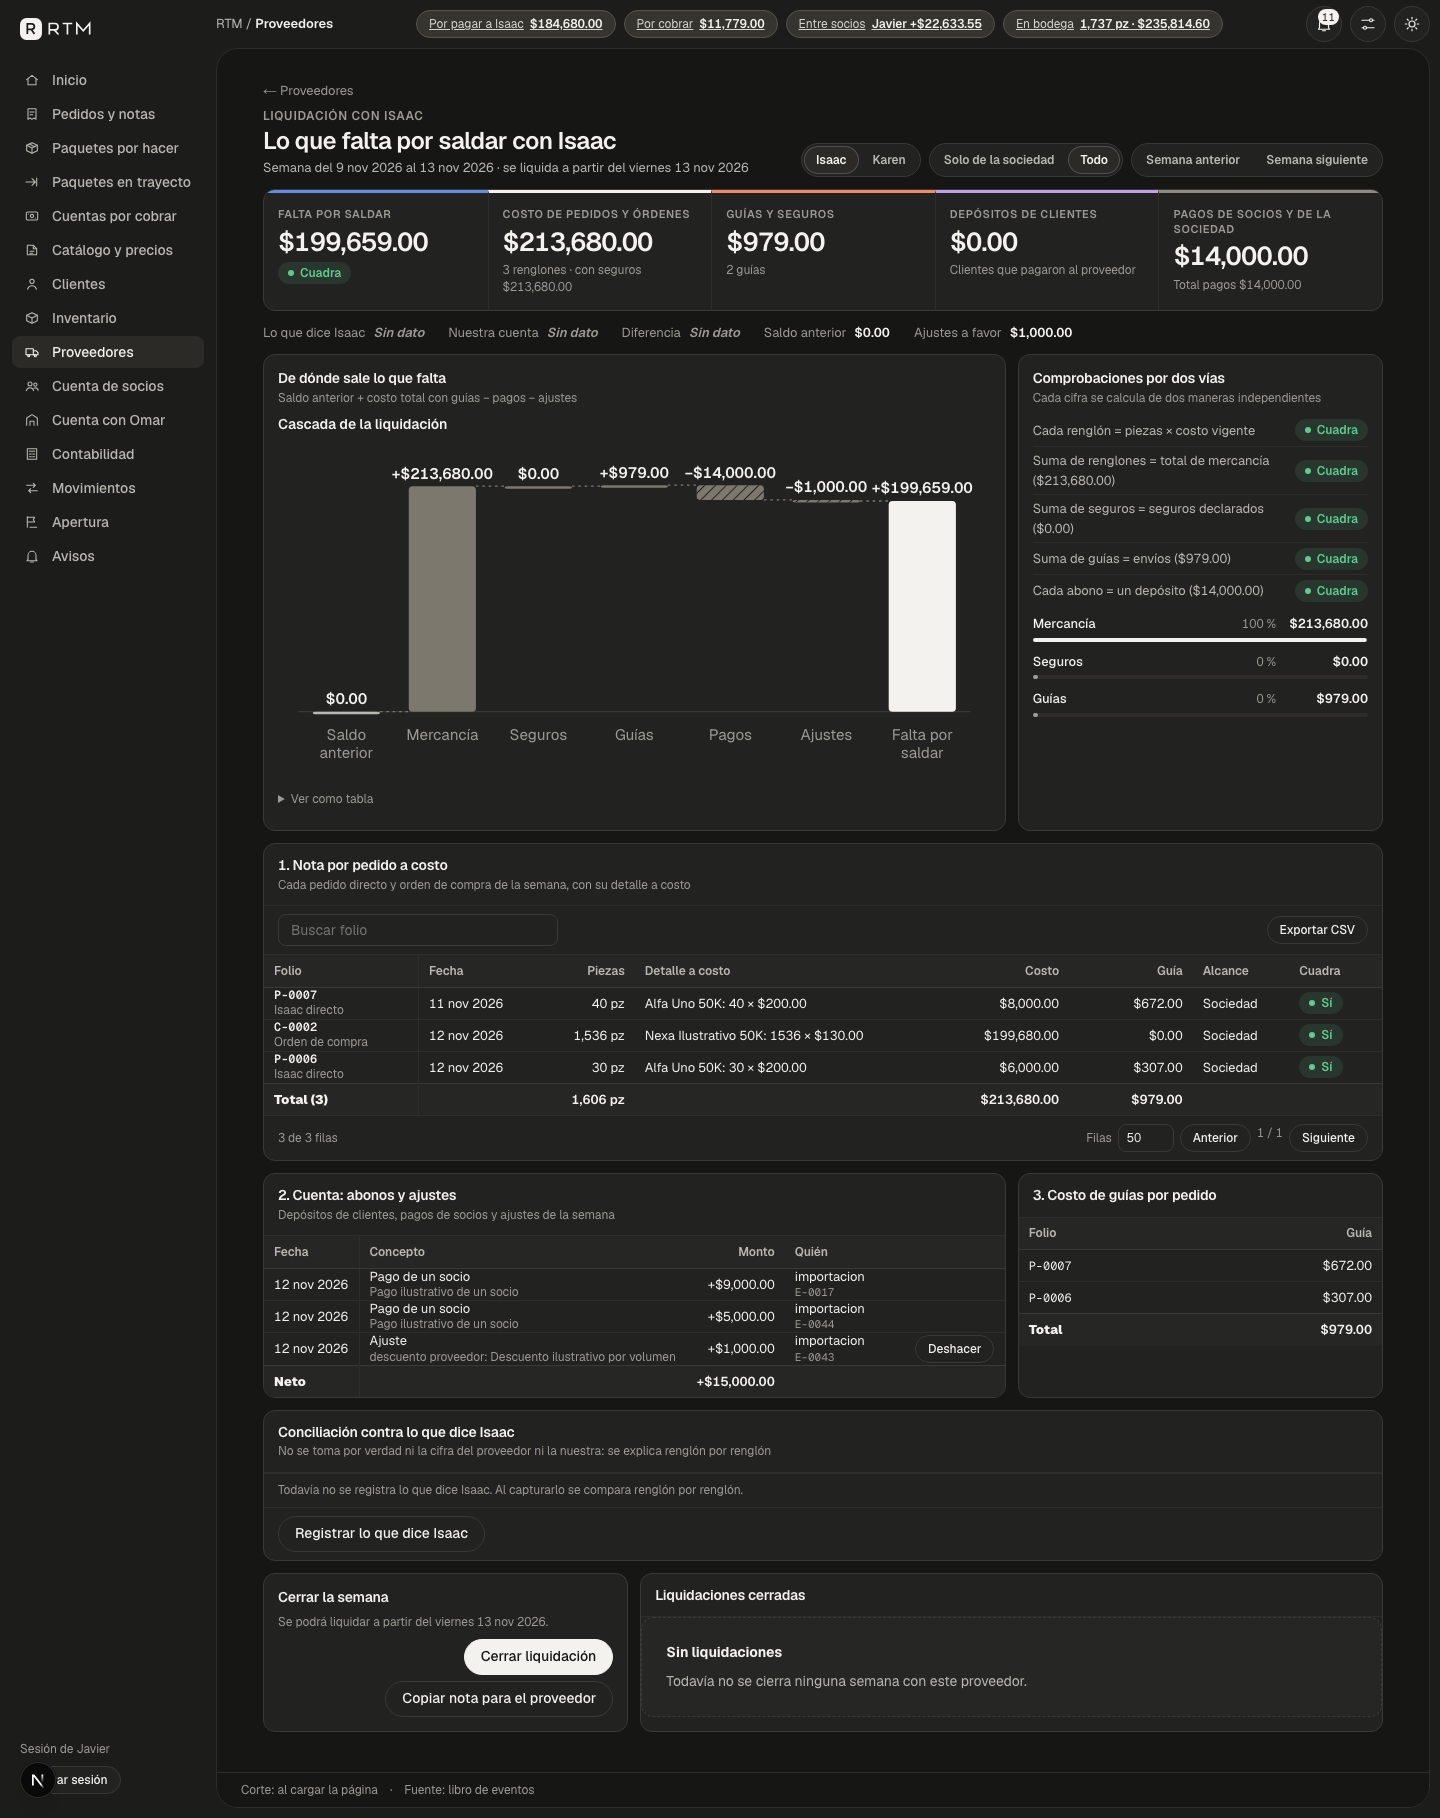 R RTM
RTM / Proveedores
Por pagar a Isaac $184,680.00
Por cobrar $11,779.00
Entre socios Javier +$22,633.55
En bodega 1,737 pz · $235,814.60
11
Inicio
Pedidos y notas
Paquetes por hacer
Paquetes en trayecto
Cuentas por cobrar
Catálogo y precios
Clientes
Inventario
Proveedores
Cuenta de socios
Cuenta con Omar
Contabilidad
Movimientos
Apertura
Avisos
← Proveedores
LIQUIDACIÓN CON ISAAC
Lo que falta por saldar con Isaac
Semana del 9 nov 2026 al 13 nov 2026 · se liquida a partir del viernes 13 nov 2026
Isaac Karen
Solo de la sociedad Todo
Semana anterior Semana siguiente
FALTA POR SALDAR
$199,659.00
Cuadra
COSTO DE PEDIDOS Y ÓRDENES
$213,680.00
3 renglones · con seguros
$213,680.00
GUÍAS Y SEGUROS
$979.00
2 guías
DEPÓSITOS DE CLIENTES
$0.00
Clientes que pagaron al proveedor
PAGOS DE SOCIOS Y DE LA
SOCIEDAD
$14,000.00
Total pagos $14,000.00
Lo que dice Isaac Sin dato Nuestra cuenta Sin dato Diferencia Sin dato Saldo anterior $0.00 Ajustes a favor $1,000.00
De dónde sale lo que falta
Saldo anterior + costo total con guías − pagos − ajustes
Cascada de la liquidación
+$213,680.00 $0.00 +$979.00 −$14,000.00 −$1,000.00 +$199,659.00
$0.00
Saldo anterior
Mercancía
Seguros
Guías
Pagos
Ajustes
Falta por saldar
▶ Ver como tabla
Comprobaciones por dos vías
Cada cifra se calcula de dos maneras independientes
Cada renglón = piezas × costo vigente Cuadra
Suma de renglones = total de mercancía
($213,680.00) Cuadra
Suma de seguros = seguros declarados
($0.00) Cuadra
Suma de guías = envíos ($979.00) Cuadra
Cada abono = un depósito ($14,000.00) Cuadra
Mercancía 100 % $213,680.00
Seguros 0 % $0.00
Guías 0 % $979.00
1. Nota por pedido a costo
Cada pedido directo y orden de compra de la semana, con su detalle a costo
Buscar folio
Exportar CSV
Folio Fecha Piezas Detalle a costo Costo Guía Alcance Cuadra
P-0007
Isaac directo
11 nov 2026 40 pz Alfa Uno 50K: 40 × $200.00 $8,000.00 $672.00 Sociedad Sí
C-0002
Orden de compra
12 nov 2026 1,536 pz Nexa Ilustrativo 50K: 1536 × $130.00 $199,680.00 $0.00 Sociedad Sí
P-0006
Isaac directo
12 nov 2026 30 pz Alfa Uno 50K: 30 × $200.00 $6,000.00 $307.00 Sociedad Sí
Total (3) 1,606 pz $213,680.00 $979.00
3 de 3 filas
Filas 50 Anterior 1 / 1 Siguiente
2. Cuenta: abonos y ajustes
Depósitos de clientes, pagos de socios y ajustes de la semana
Fecha Concepto Monto Quién
12 nov 2026 Pago de un socio +$9,000.00 importacion
Pago ilustrativo de un socio E-0017
12 nov 2026 Pago de un socio +$5,000.00 importacion
Pago ilustrativo de un socio E-0044
12 nov 2026 Ajuste +$1,000.00 importacion Deshacer
descuento proveedor: Descuento ilustrativo por volumen E-0043
Neto +$15,000.00
3. Costo de guías por pedido
Folio Guía
P-0007 $672.00
P-0006 $307.00
Total $979.00
Conciliación contra lo que dice Isaac
No se toma por verdad ni la cifra del proveedor ni la nuestra: se explica renglón por renglón
Todavía no se registra lo que dice Isaac. Al capturarlo se compara renglón por renglón.
Registrar lo que dice Isaac
Cerrar la semana
Se podrá liquidar a partir del viernes 13 nov 2026.
Cerrar liquidación
Copiar nota para el proveedor
Liquidaciones cerradas
Sin liquidaciones
Todavía no se cierra ninguna semana con este proveedor.
Sesión de Javier
N ar sesión
Corte: al cargar la página · Fuente: libro de eventos